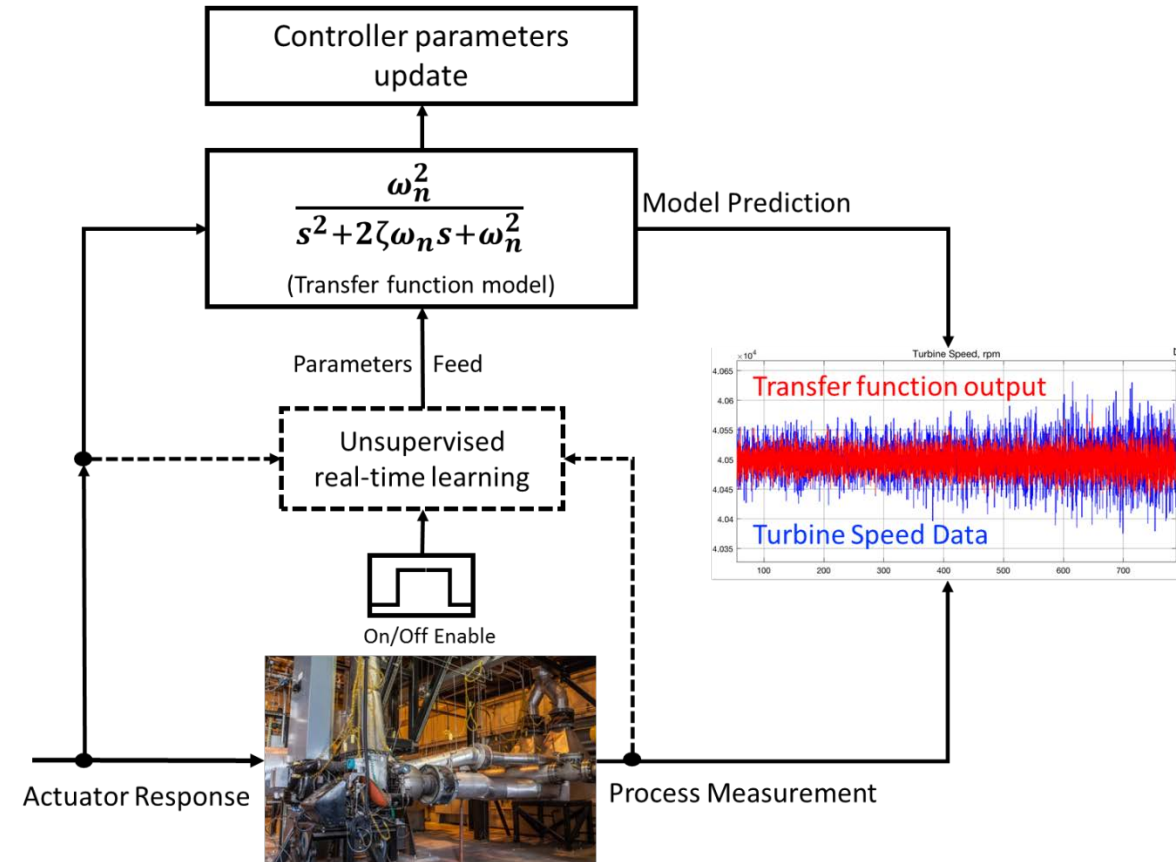 Controller parameters
update
ω_n^2
s^2+2ζω_n s+ω_n^2
(Transfer function model)
Model Prediction
Parameters Feed
Unsupervised
real-time learning
On/Off Enable
Actuator Response
Process Measurement
×10^4
Turbine Speed, rpm
4.065
Transfer function output
4.06
4.055
4.05
4.045
4.04
Turbine Speed Data
4.035
100 200 300 400 500 600 700